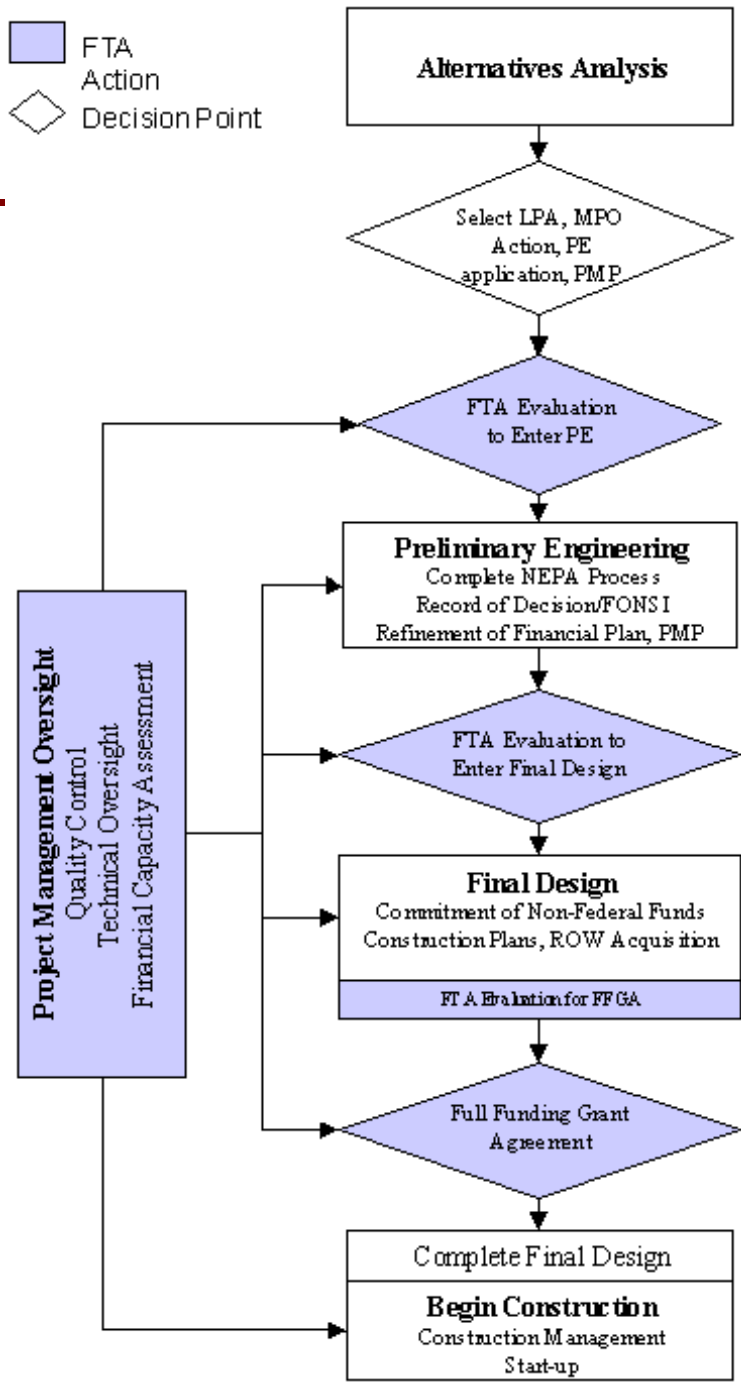 FTA
Action
Decision Point
Alternatives Analysis
Select LPA, MPO
Action, PE
application, PMP
FTA Evaluation
to Enter PE
Preliminary Engineering
Complete NEPA Process
Record of Decision/FONSI
Refinement of Financial Plan, PMP
Project Management Oversight
Quality Control
Technical Oversight
Financial Capacity Assessment
FTA Evaluation to
Enter Final Design
Final Design
Commitment of Non-Federal Funds
Construction Plans, ROW Acquisition
FTA Evaluation for FFGA
Full Funding Grant
Agreement
Complete Final Design
Begin Construction
Construction Management
Start-up